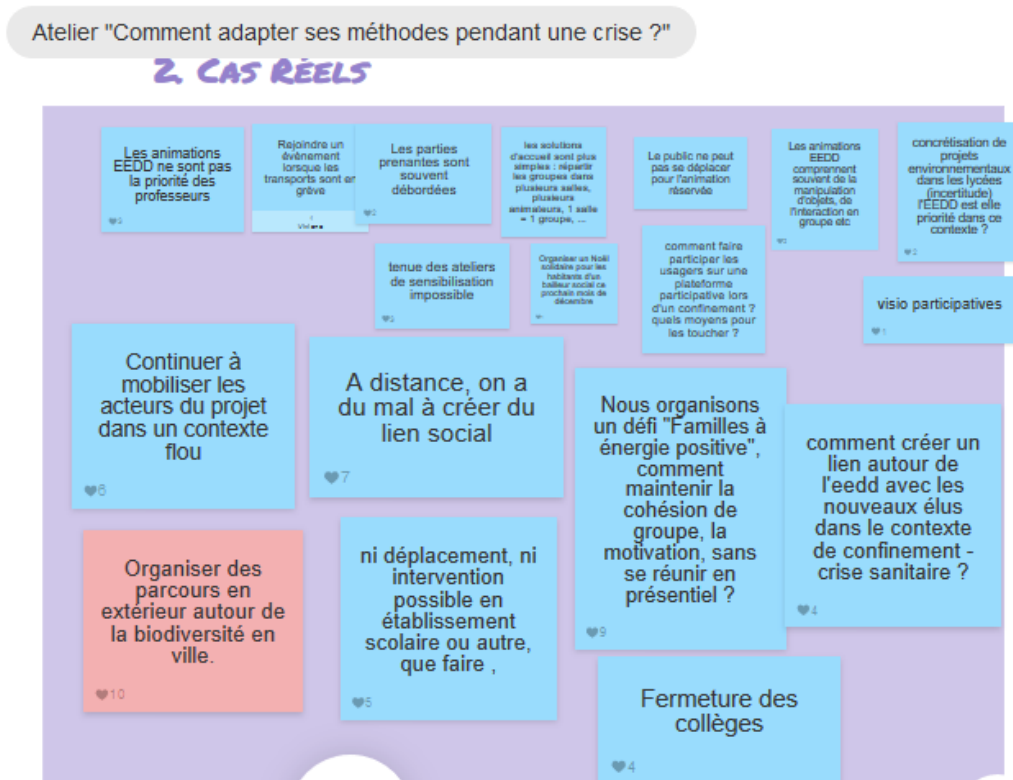 Atelier "Comment adapter ses méthodes pendant une crise ?"
2. Cas Réels
Les animations
EEDD ne sont pas
la priorité des
professeurs
3
Rejoindre un
évènement
lorsque les
transports sont en
grève
Viviane
Les parties
prenantes sont
souvent
débordées
2
les solutions
d'accueil sont plus
simples : répartir
les groupes dans
plusieurs salles,
plusieurs
animateurs, 1 salle
= 1 groupe, ...
Le public ne peut
pas se déplacer
pour l'animation
réservée
Les animations
EEDD
comprennent
souvent de la
manipulation
d'objets, de
l'interaction en
groupe etc
concrétisation de
projets
environnementaux
dans les lycées
(incertitude)
l'EEDD est elle
priorité dans ce
contexte ?
2
tenue des ateliers
de sensibilisation
impossible
Organiser un Noël
solidaire pour les
habitants d'un
bailleur social ce
prochain mois de
décembre
comment faire
participer les
usagers sur une
plateforme
participative lors
d'un confinement ?
quels moyens pour
les toucher ?
visio participatives
1
Continuer à
mobiliser les
acteurs du projet
dans un contexte
flou
6
A distance, on a
du mal à créer du
lien social
7
Nous organisons
un défi "Familles à
énergie positive",
comment
maintenir la
cohésion de
groupe, la
motivation, sans
se réunir en
présentiel ?
9
comment créer un
lien autour de
l'eedd avec les
nouveaux élus
dans le contexte
de confinement -
crise sanitaire ?
4
Organiser des
parcours en
extérieur autour de
la biodiversité en
ville.
10
ni déplacement, ni
intervention
possible en
établissement
scolaire ou autre,
que faire ,
5
Fermeture des
collèges
4